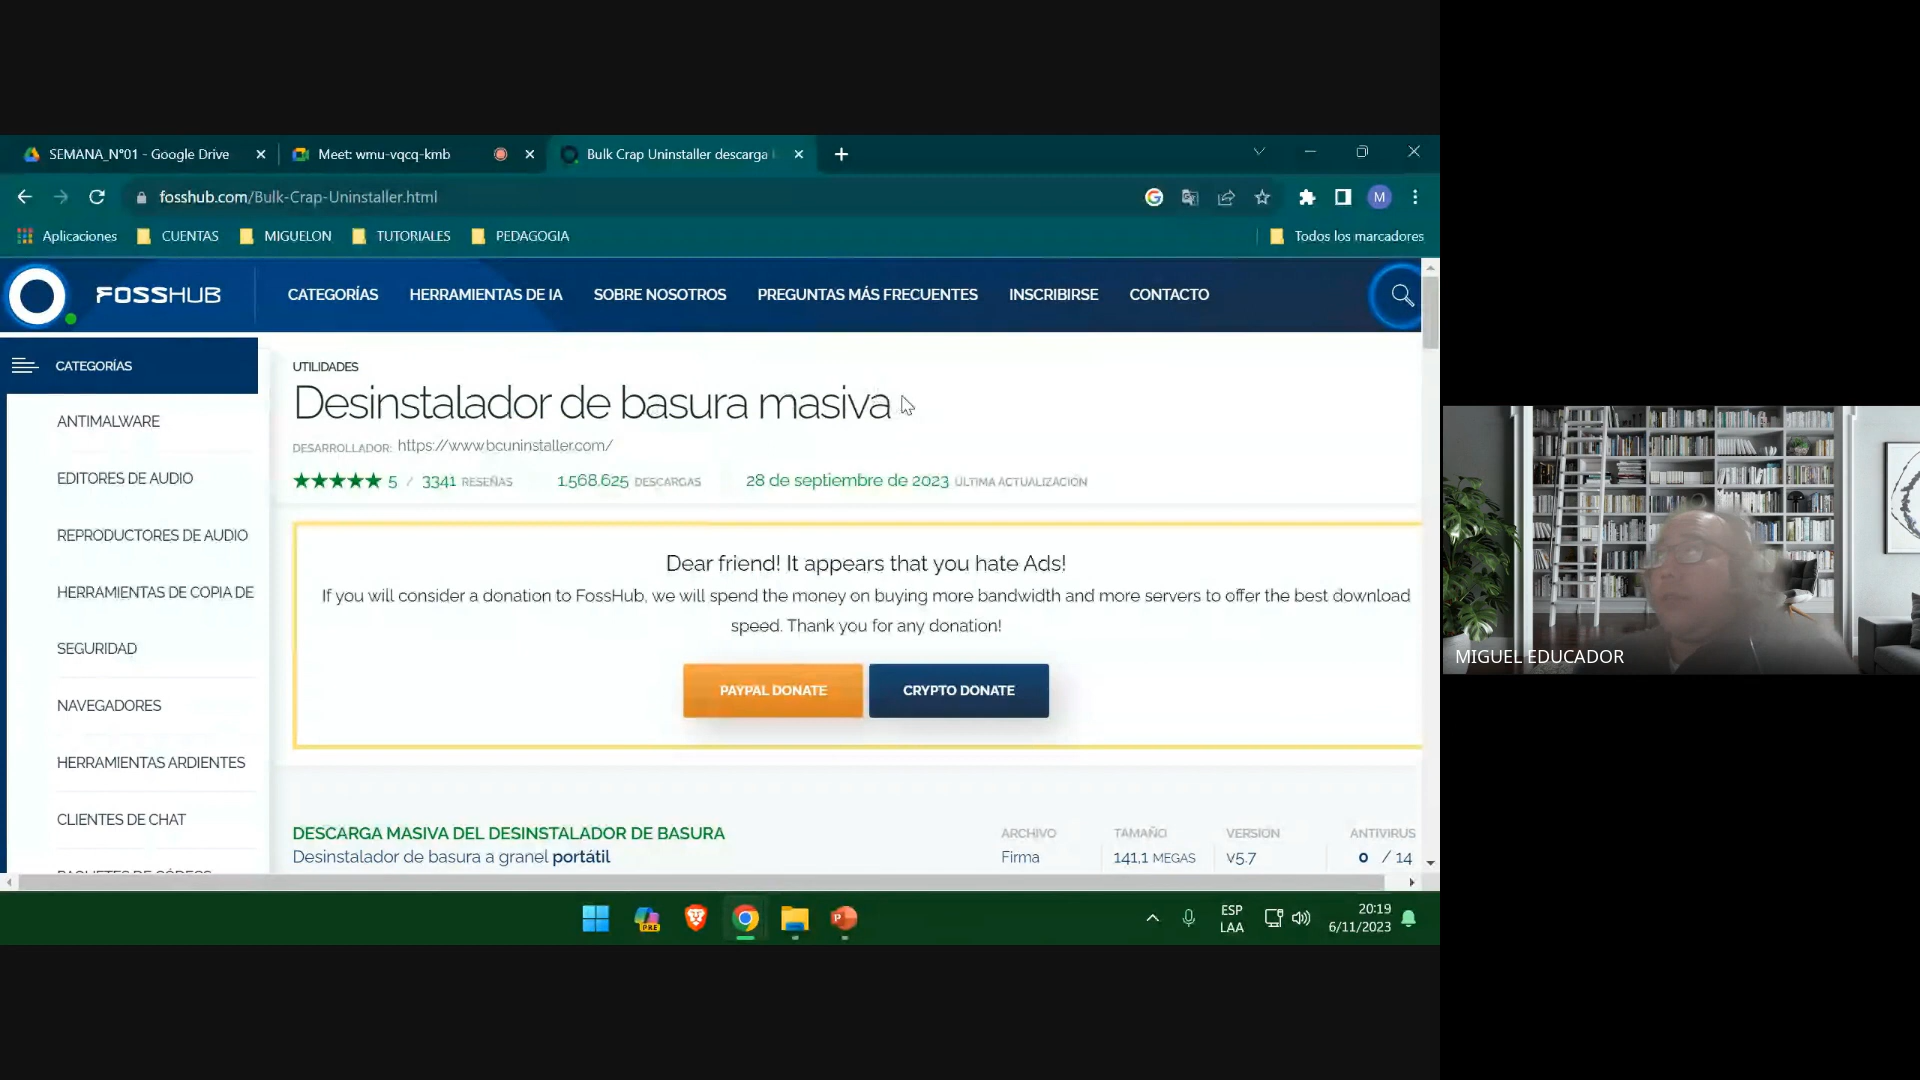 SEMANA_N°01 - Google Drive
Meet: wmu-vqcq-kmb
Bulk Crap Uninstaller descarga
fosshub.com/Bulk-Crap-Uninstaller.html
M
Aplicaciones
CUENTAS
MIGUELON
TUTORIALES
PEDAGOGIA
Todos los marcadores
FOSSHUB
CATEGORÍAS
HERRAMIENTAS DE IA
SOBRE NOSOTROS
PREGUNTAS MÁS FRECUENTES
INSCRIBIRSE
CONTACTO
CATEGORÍAS
ANTIMALWARE
EDITORES DE AUDIO
REPRODUCTORES DE AUDIO
HERRAMIENTAS DE COPIA DE
SEGURIDAD
NAVEGADORES
HERRAMIENTAS ARDIENTES
CLIENTES DE CHAT
PAQUETES DE CÓDECS
UTILIDADES
Desinstalador de basura masiva
DESARROLLADOR: https://www.bcuninstaller.com/
5 / 3341 RESEÑAS
1.568.625 DESCARGAS
28 de septiembre de 2023 ÚLTIMA ACTUALIZACIÓN
Dear friend! It appears that you hate Ads!
If you will consider a donation to FossHub, we will spend the money on buying more bandwidth and more servers to offer the best download
speed. Thank you for any donation!
PAYPAL DONATE
CRYPTO DONATE
DESCARGA MASIVA DEL DESINSTALADOR DE BASURA
ARCHIVO
TAMAÑO
VERSIÓN
ANTIVIRUS
Desinstalador de basura a granel portátil
Firma
141,1 MEGAS
v5.7
0 / 14
PRE
ESP
LAA
20:19
6/11/2023
MIGUEL EDUCADOR